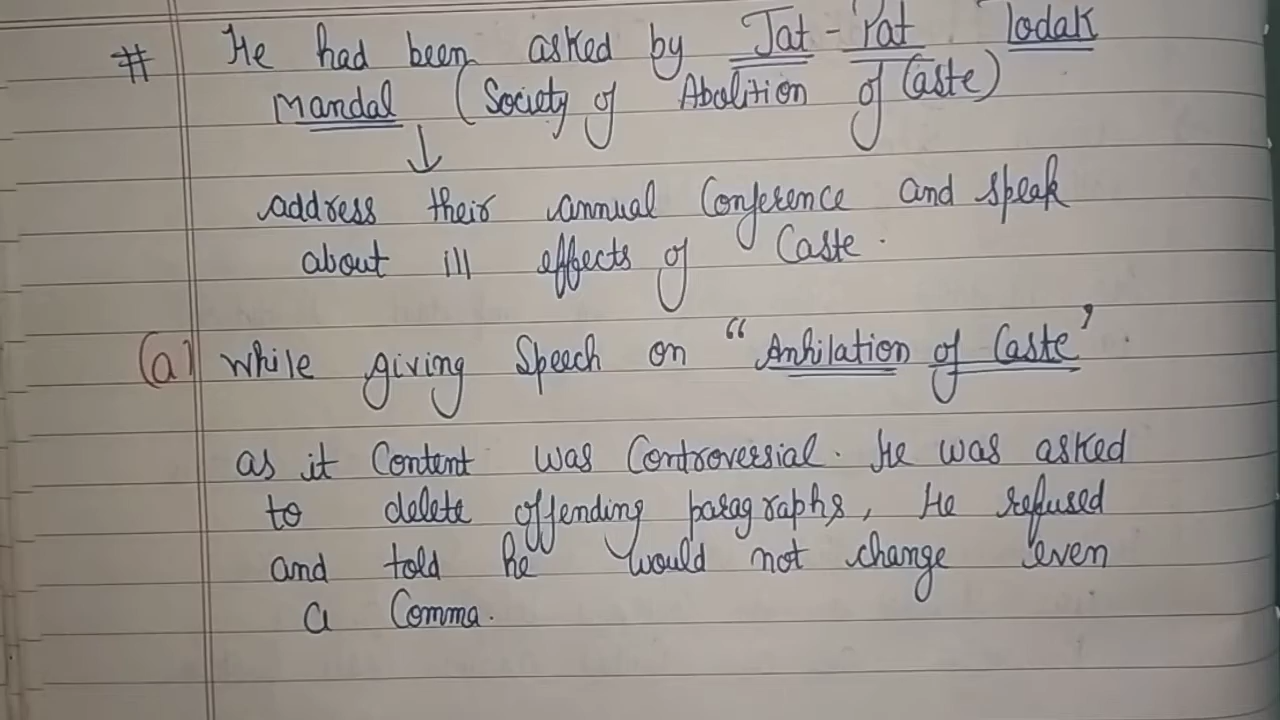 # He had been asked by Jat-Pat Todak
Mandal (Society of Abolition of Caste)
↓
address their annual Conference and speak
about ill effects of Caste.
(a) while giving Speech on "Anhilation of Caste'.
as it Content was Controversial. He was asked
to delete offending paragraphs, He refused
and told he would not change even
a Comma.